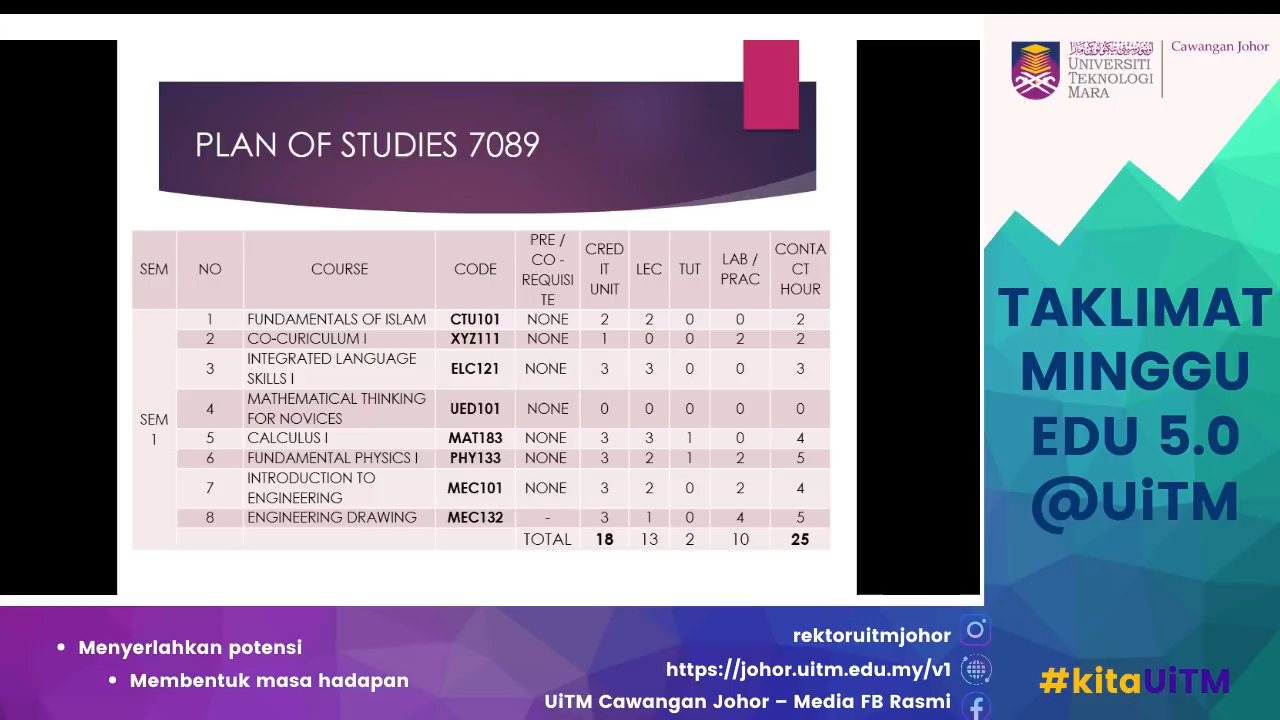 PLAN OF STUDIES 7089
SEM NO COURSE CODE PRE / CO - REQUISI TE CRED IT UNIT LEC TUT LAB / PRAC CONTA CT HOUR
SEM 1
1 FUNDAMENTALS OF ISLAM CTU101 NONE 2 2 0 0 2
2 CO-CURICULUM I XYZ111 NONE 1 0 0 2 2
3 INTEGRATED LANGUAGE SKILLS I ELC121 NONE 3 3 0 0 3
4 MATHEMATICAL THINKING FOR NOVICES UED101 NONE 0 0 0 0 0
5 CALCULUS I MAT183 NONE 3 3 1 0 4
6 FUNDAMENTAL PHYSICS I PHY133 NONE 3 2 1 2 5
7 INTRODUCTION TO ENGINEERING MEC101 NONE 3 2 0 2 4
8 ENGINEERING DRAWING MEC132 - 3 1 0 4 5
TOTAL 18 13 2 10 25
UNIVERSITI
TEKNOLOGI
MARA
Cawangan Johor
TAKLIMAT
MINGGU
EDU 5.0
@UiTM
#kitaUiTM
• Menyerlahkan potensi
• Membentuk masa hadapan
rektoruitmjohor
https://johor.uitm.edu.my/v1
UiTM Cawangan Johor – Media FB Rasmi